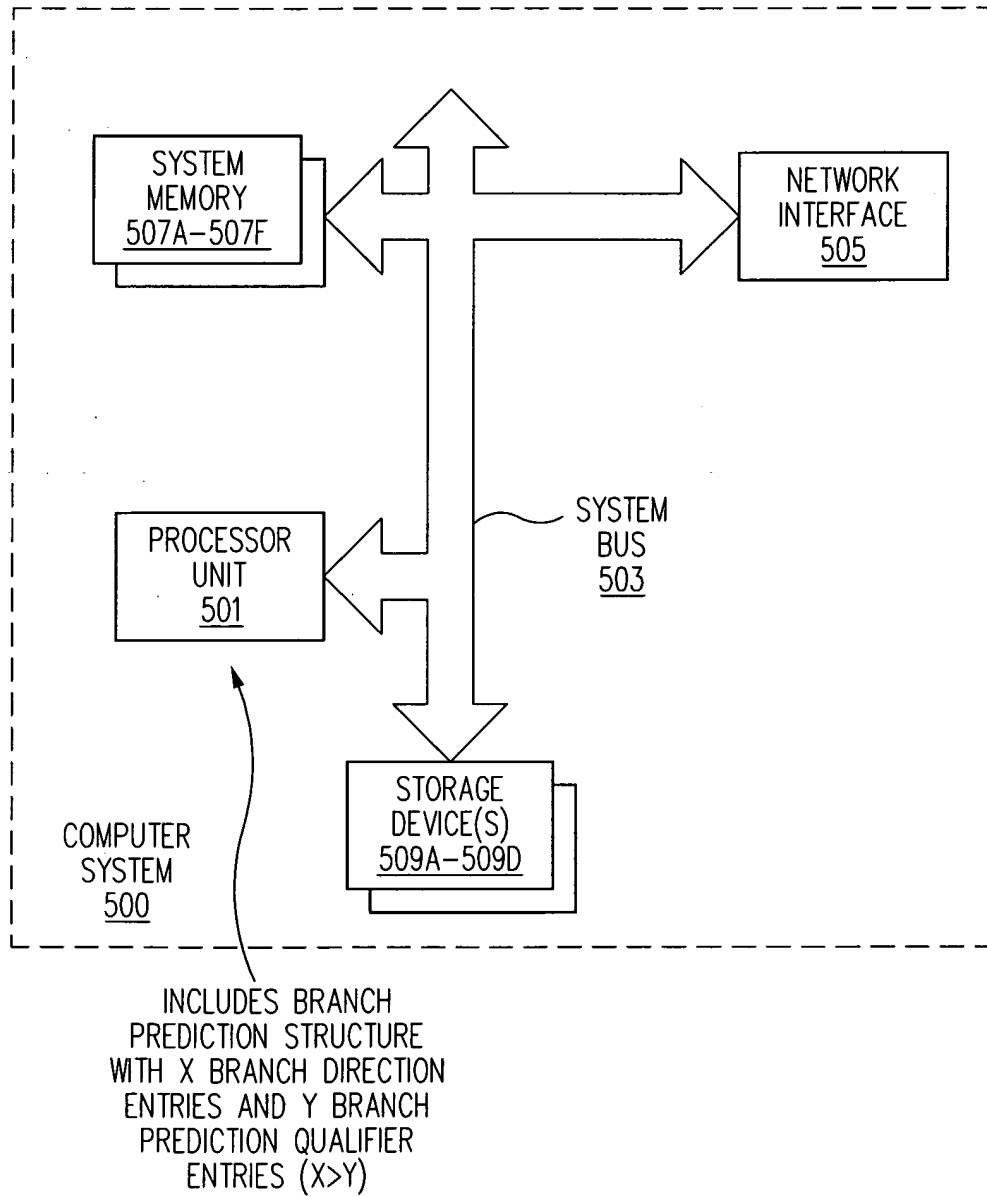 SYSTEM
MEMORY
507A-507F
NETWORK
INTERFACE
505
PROCESSOR
UNIT
501
SYSTEM
BUS
503
STORAGE
DEVICE(S)
509A-509D
COMPUTER
SYSTEM
500
INCLUDES BRANCH
PREDICTION STRUCTURE
WITH X BRANCH DIRECTION
ENTRIES AND Y BRANCH
PREDICTION QUALIFIER
ENTRIES (X>Y)